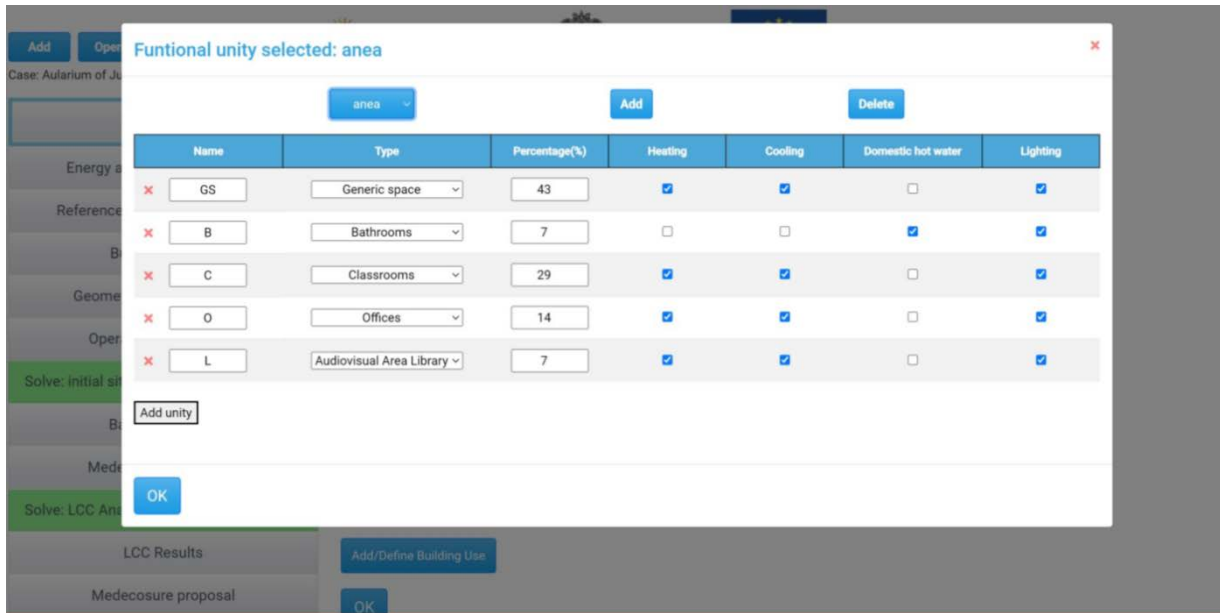 Add Oper
Funtional unity selected: anea ×
Case: Aularium of Ju
anea Add Delete
Name Type Percentage(%) Heating Cooling Domestic hot water Lighting
Energy a
× GS Generic space 43
Reference
× B Bathrooms 7
B
× C Classrooms 29
Geome
× O Offices 14
Oper
× L Audiovisual Area Library 7
Solve: initial sit
Add unity
Ba
Mede
OK
Solve: LCC Ana
LCC Results Add/Define Building Use
Medecosure proposal OK